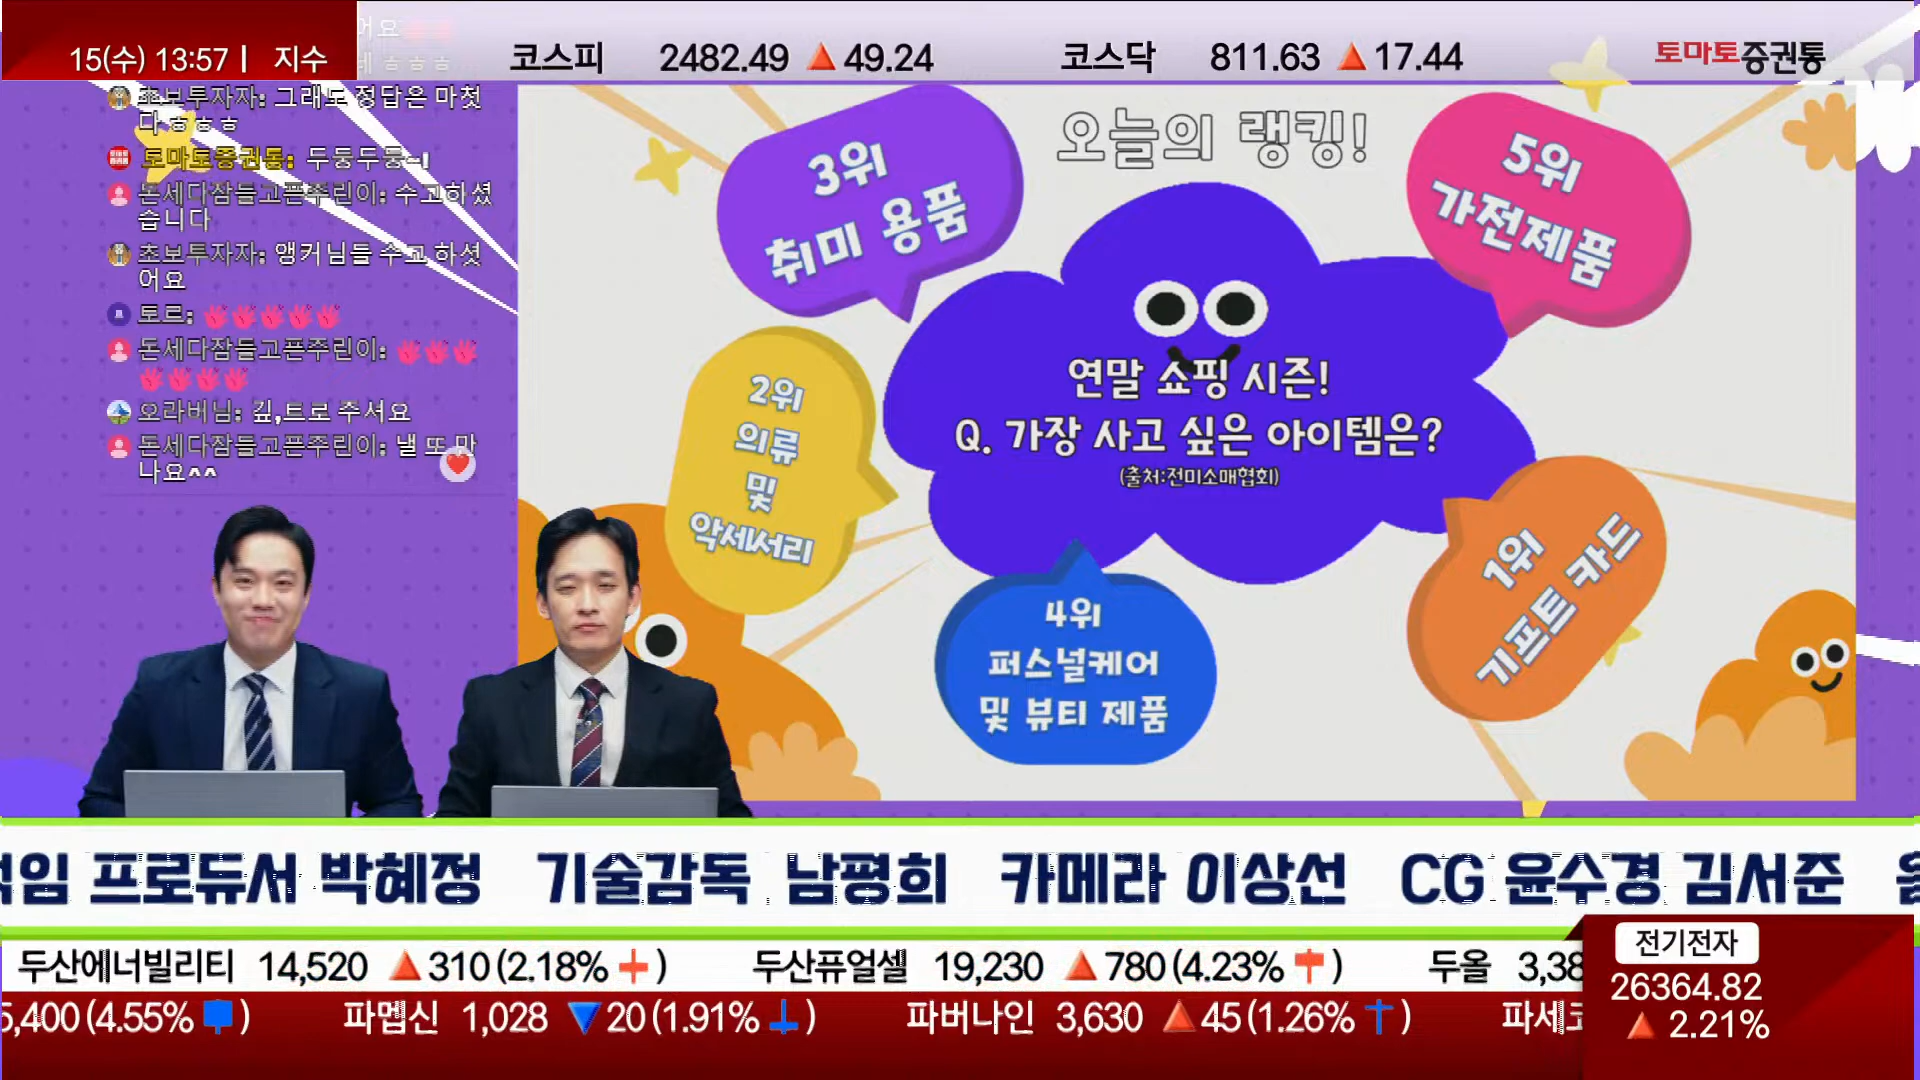 15(수) 13:57 | 지수
코스피 2482.49 ▲ 49.24 코스닥 811.63 ▲ 17.44
토마토증권통
초보투자자: 그래도 정답은 마첫
다ㅎㅎㅎ
토마토증권통: 두둥두둥~!
돈세다잠들고픈주린이: 수고하셨
습니다
초보투자자: 앵커님들 수고 하셧
어요
토르:
돈세다잠들고픈주린이:
오라버님: 깊,트로 주셔요
돈세다잠들고픈주린이: 낼 또 만
나요^^
오늘의 랭킹!
3위
취미 용품
5위
가전제품
2위
의류
및
악세서리
연말 쇼핑 시즌!
Q. 가장 사고 싶은 아이템은?
(출처:전미소매협회)
1위
기프트 카드
4위
퍼스널케어
및 뷰티 제품
임 프로듀서 박혜정 기술감독 남평희 카메라 이상선 CG 윤수경 김서준
두산에너빌리티 14,520 ▲310(2.18% ) 두산퓨얼셀 19,230 ▲780(4.23% ) 두올 3,38
5,400(4.55% ) 파멥신 1,028 ▼20(1.91% ) 파버나인 3,630 ▲45(1.26% ) 파세코
전기전자
26364.82
▲ 2.21%